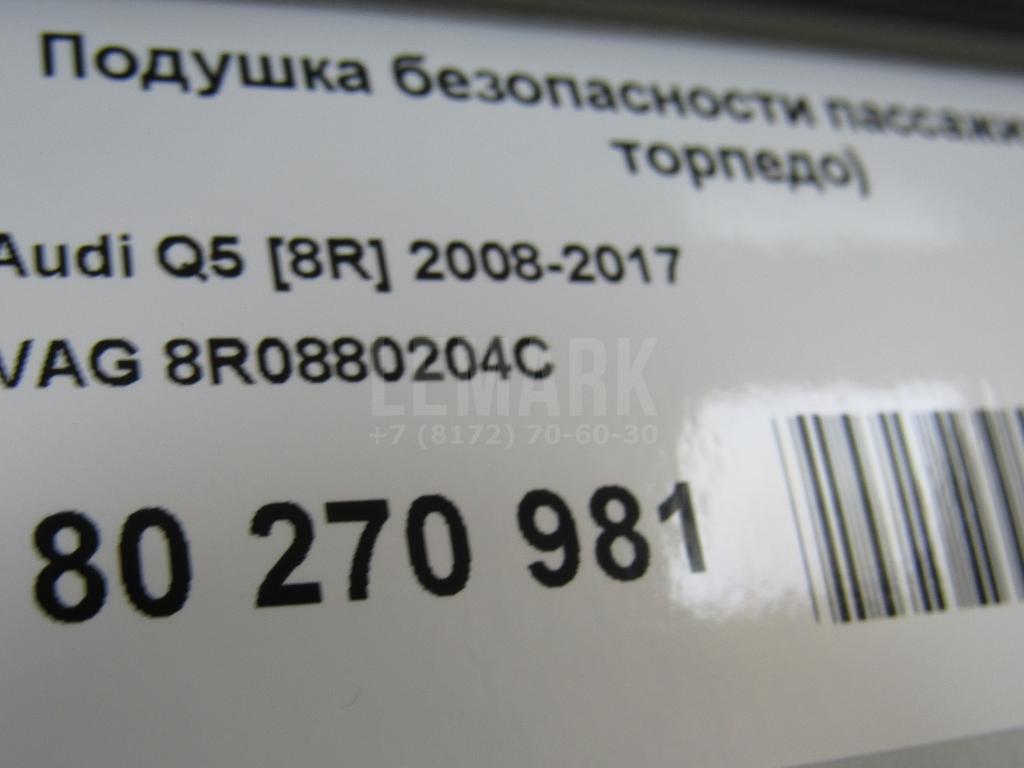 Подушка безопасности пассажи
торпедо)
Audi Q5 [8R] 2008-2017
VAG 8R0880204C
LEMARK
+7 (8172) 70-60-30
80 270 981